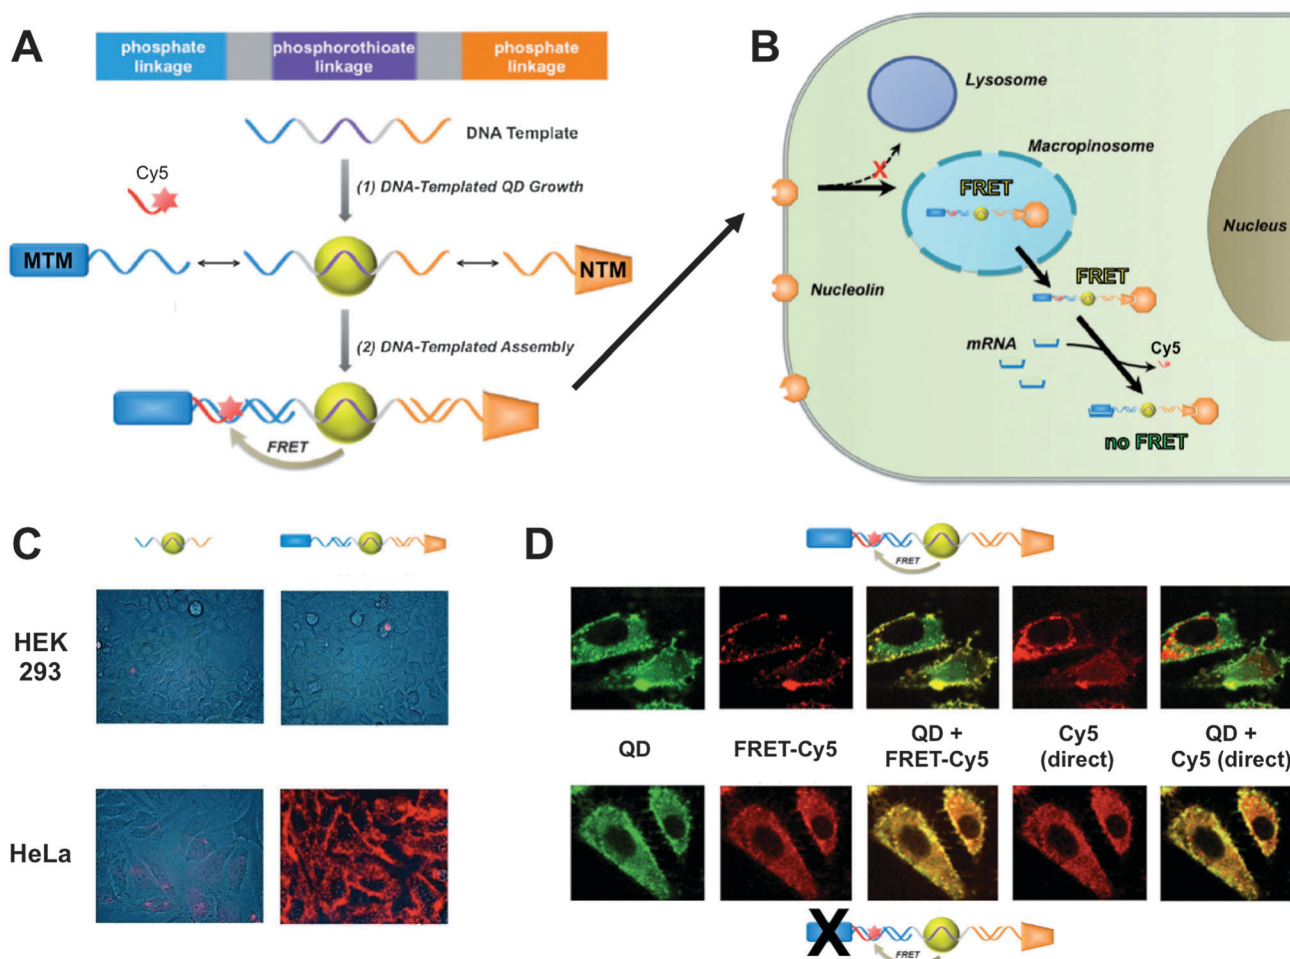 A
phosphate
linkage
phosphorothioate
linkage
phosphate
linkage
DNA Template
Cy5
(1) DNA-Templated QD Growth
MTM
NTM
(2) DNA-Templated Assembly
FRET
B
Lysosome
Macropinosome
FRET
Nucleus
Nucleolin
FRET
mRNA
Cy5
no FRET
C
HEK
293
HeLa
D
FRET
QD
FRET-Cy5
QD +
FRET-Cy5
Cy5
(direct)
QD +
Cy5 (direct)
X
FRET